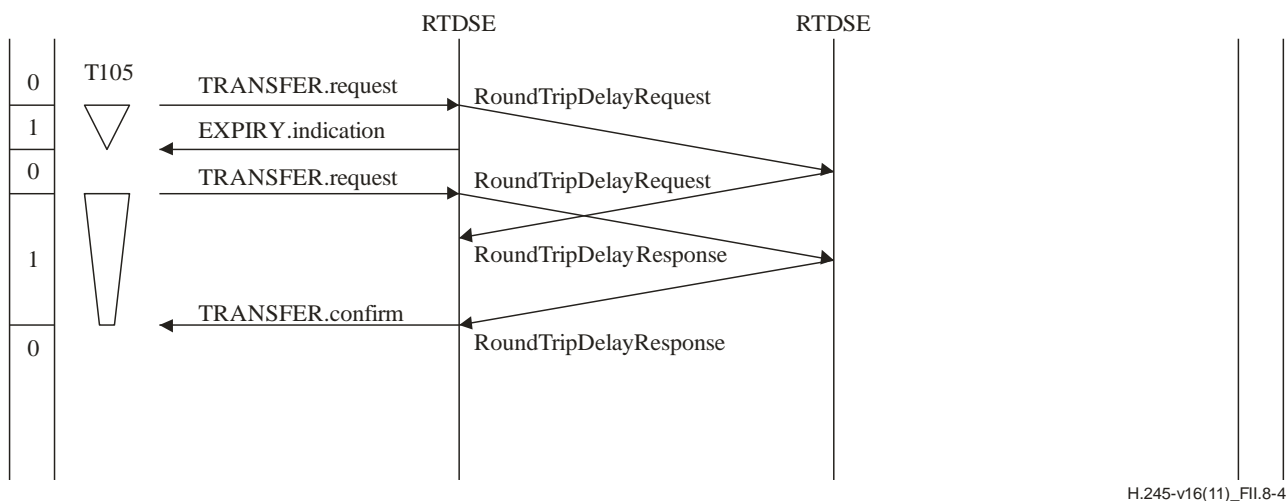 RTDSE RTDSE
0 T105 TRANSFER.request RoundTripDelayRequest
1 EXPIRY.indication
0 TRANSFER.request RoundTripDelayRequest
1 RoundTripDelayResponse
TRANSFER.confirm
0 RoundTripDelayResponse
H.245-v16(11)_FII.8-4